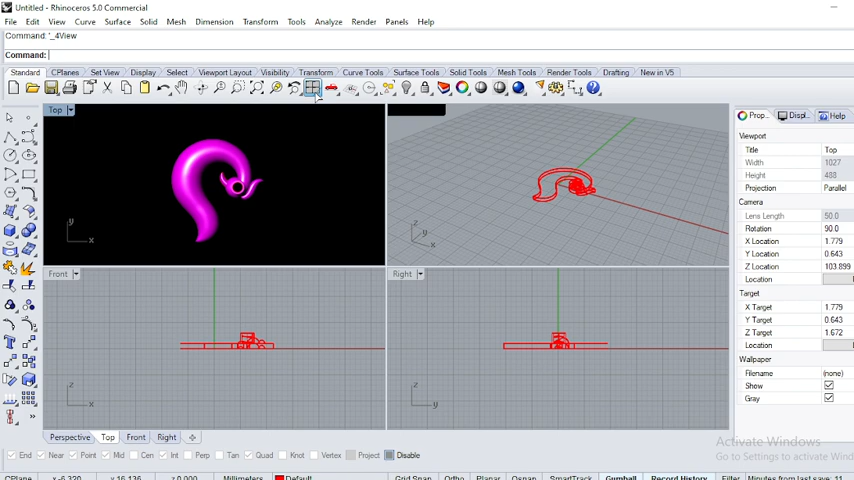 Untitled - Rhinoceros 5.0 Commercial
File Edit View Curve Surface Solid Mesh Dimension Transform Tools Analyze Render Panels Help
Command: '_4View
Command:
Standard CPlanes Set View Display Select Viewport Layout Visibility Transform Curve Tools Surface Tools Solid Tools Mesh Tools Render Tools Drafting New in V5
Top
Prop... Displ... Help
Viewport
Title Top
Width 1027
Height 488
Projection Parallel
Camera
Lens Length 50.0
Rotation 90.0
X Location 1.779
Y Location 0.643
Z Location 103.899
Location
Target
X Target 1.779
Y Target 0.643
Z Target 1.672
Location
Wallpaper
Filename (none)
Show
Gray
y x
z y x
Front
Right
z x
z y
Perspective Top Front Right
Activate Windows
Go to Settings to activate Wind
End Near Point Mid Cen Int Perp Tan Quad Knot Vertex Project Disable
CPlane x -6.320 y 16.136 z 0.000 Millimeters Default Grid Snap Ortho Planar Osnap SmartTrack Gumball Record History Filter Minutes from last save: 11